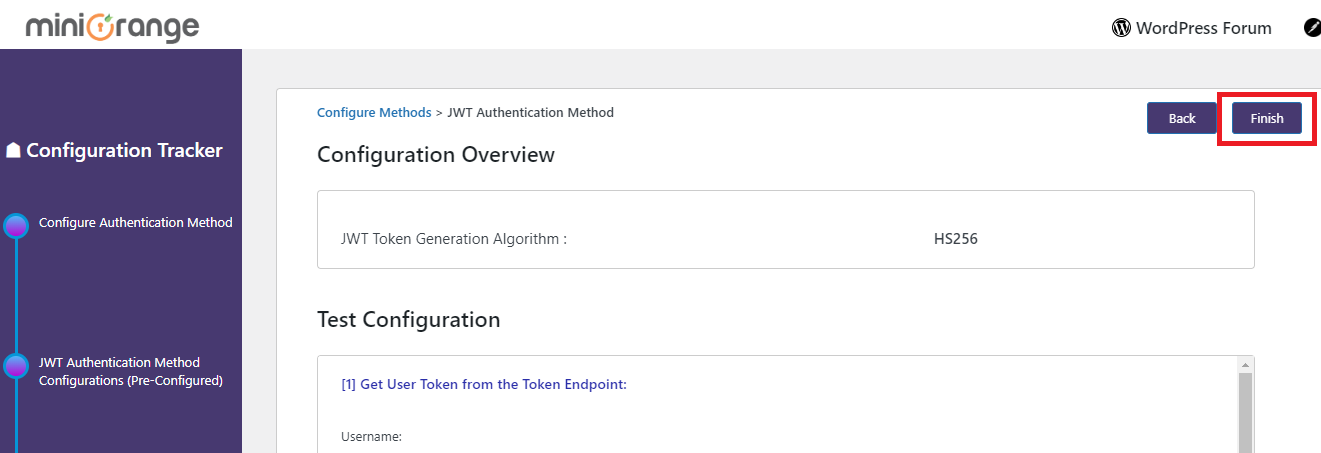 miniOrange
WordPress Forum
Configuration Tracker
Configure Authentication Method
JWT Authentication Method
Configurations (Pre-Configured)
Configure Methods > JWT Authentication Method
Back
Finish
Configuration Overview
JWT Token Generation Algorithm :
HS256
Test Configuration
[1] Get User Token from the Token Endpoint:
Username: